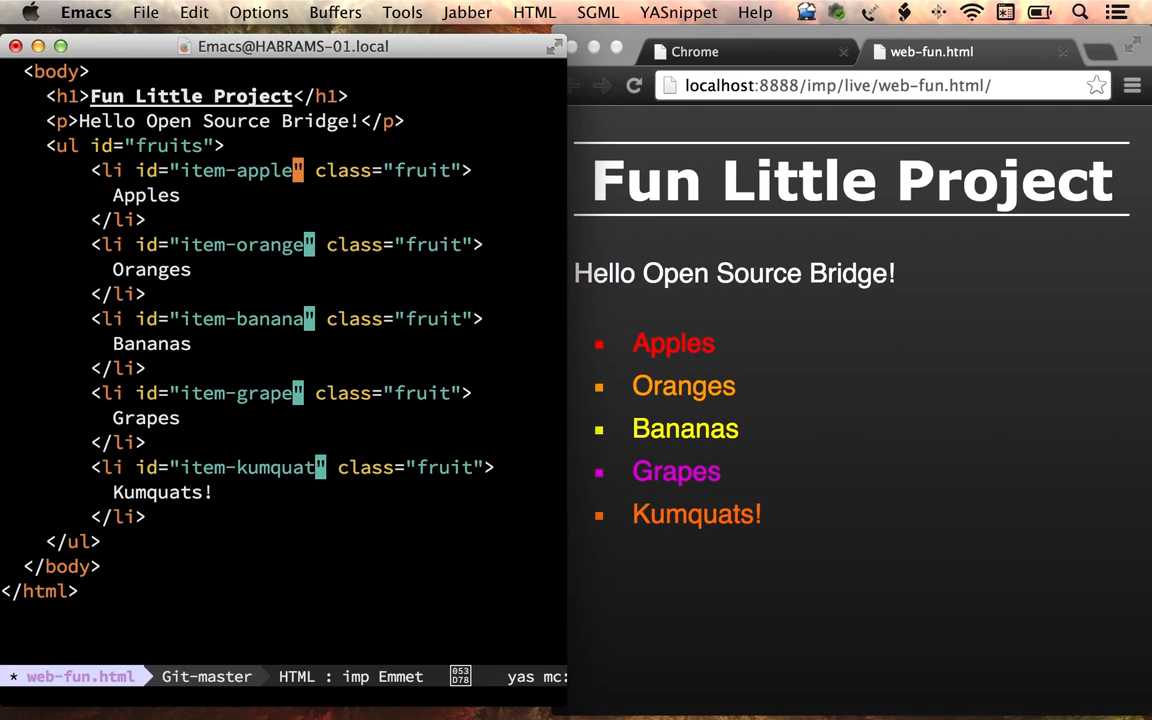 Emacs File Edit Options Buffers Tools Jabber HTML SGML YASnippet Help
Emacs@HABRAMS-01.local
<body>
<h1>Fun Little Project</h1>
<p>Hello Open Source Bridge!</p>
<ul id="fruits">
<li id="item-apple" class="fruit">
Apples
</li>
<li id="item-orange" class="fruit">
Oranges
</li>
<li id="item-banana" class="fruit">
Bananas
</li>
<li id="item-grape" class="fruit">
Grapes
</li>
<li id="item-kumquat" class="fruit">
Kumquats!
</li>
</ul>
</body>
</html>
* web-fun.html Git-master HTML : imp Emmet 053 D78 yas mc:
Chrome web-fun.html
localhost:8888/imp/live/web-fun.html/
Fun Little Project
Hello Open Source Bridge!
Apples
Oranges
Bananas
Grapes
Kumquats!